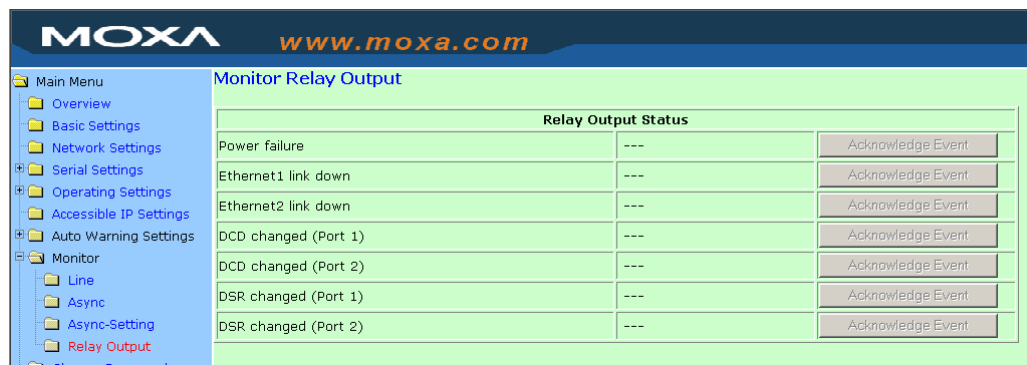 MOXA
www.moxa.com
Main Menu
Overview
Basic Settings
Network Settings
Serial Settings
Operating Settings
Accessible IP Settings
Auto Warning Settings
Monitor
Line
Async
Async-Setting
Relay Output
Monitor Relay Output
Relay Output Status
Power failure --- Acknowledge Event
Ethernet1 link down --- Acknowledge Event
Ethernet2 link down --- Acknowledge Event
DCD changed (Port 1) --- Acknowledge Event
DCD changed (Port 2) --- Acknowledge Event
DSR changed (Port 1) --- Acknowledge Event
DSR changed (Port 2) --- Acknowledge Event